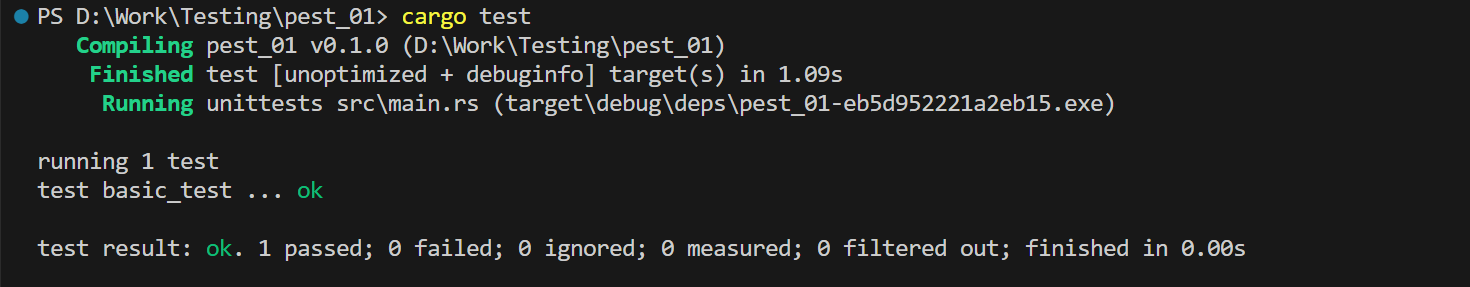 PS D:\Work\Testing\pest_01> cargo test
Compiling pest_01 v0.1.0 (D:\Work\Testing\pest_01)
Finished test [unoptimized + debuginfo] target(s) in 1.09s
Running unittests src\main.rs (target\debug\deps\pest_01-eb5d952221a2eb15.exe)
running 1 test
test basic_test ... ok
test result: ok. 1 passed; 0 failed; 0 ignored; 0 measured; 0 filtered out; finished in 0.00s